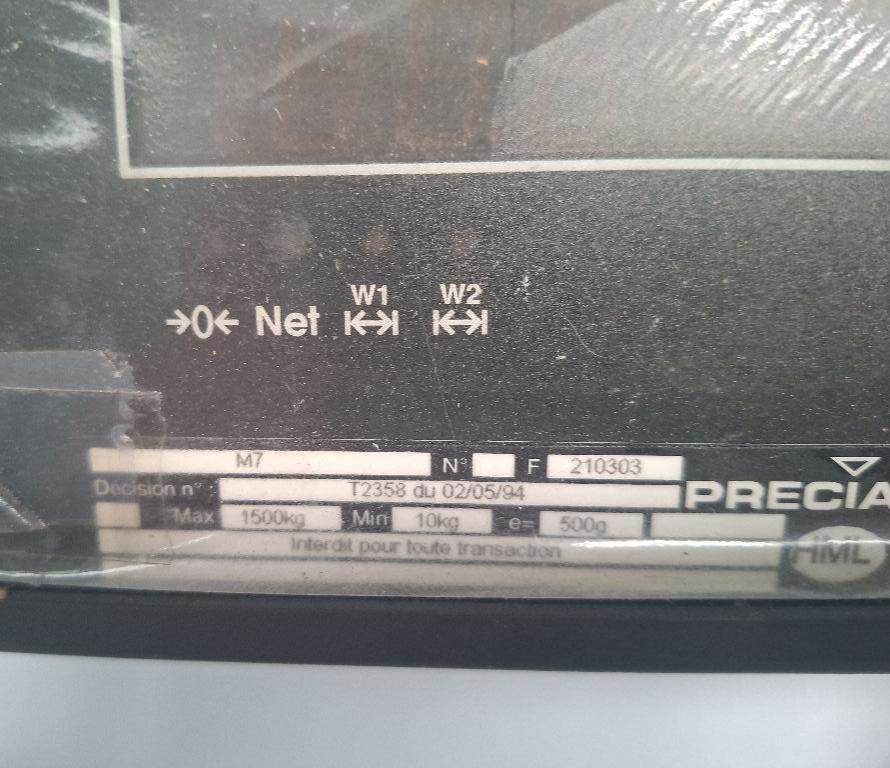 W1 W2
→0← Net
M7 N° F 210303
Décision n° : T2358 du 02/05/94
PRECIA
Max 1500kg Min 10kg e= 500g
Interdit pour toute transaction
HML